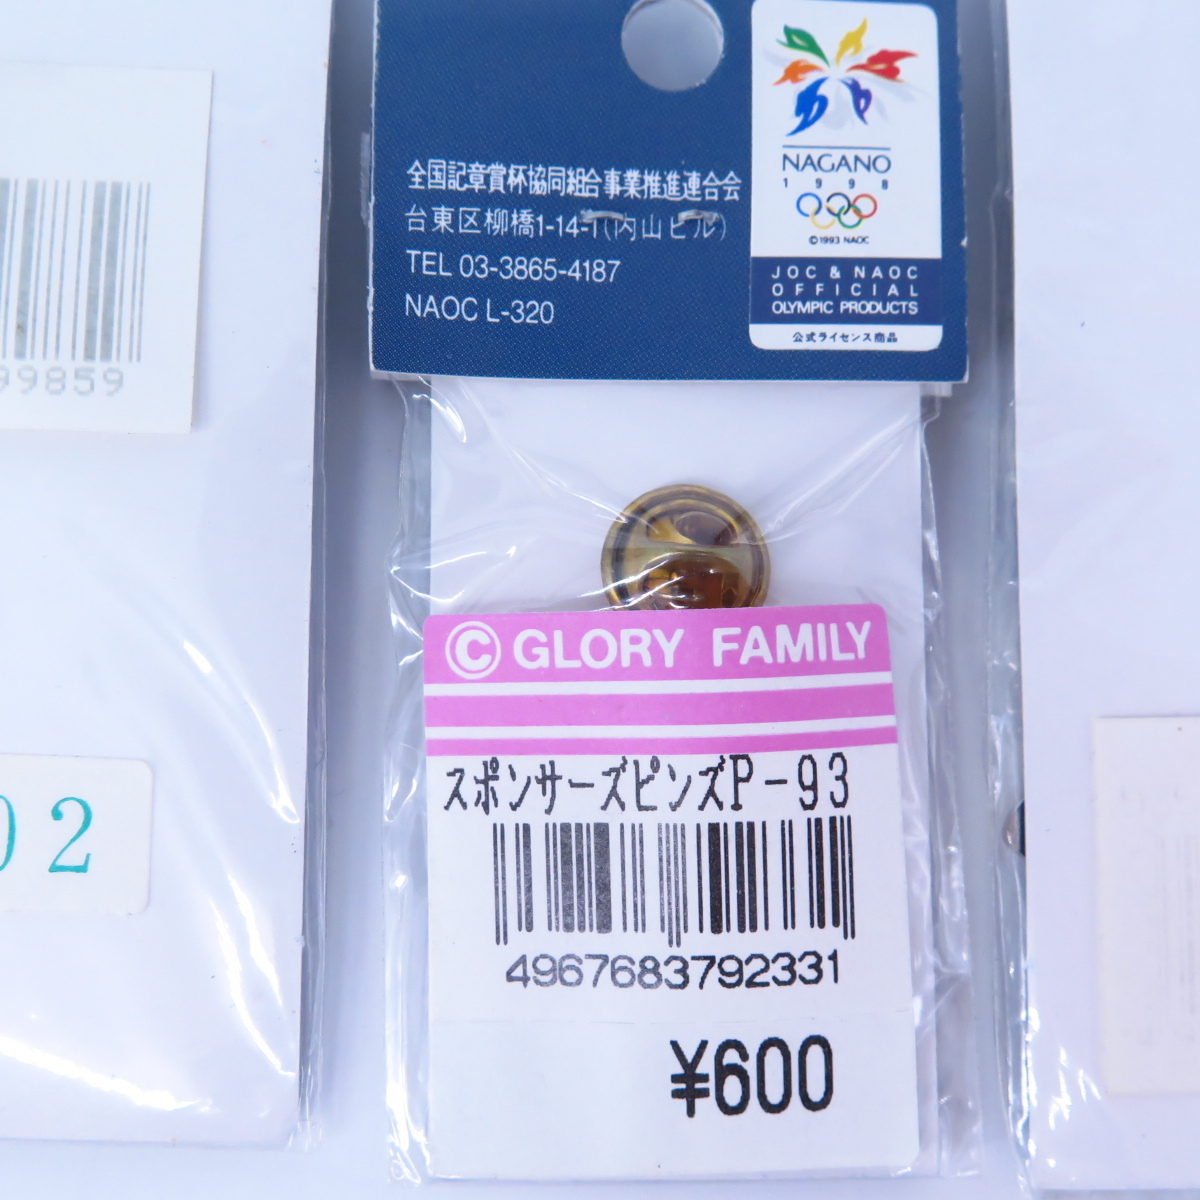 全国記章賞杯協同組合事業推進連合会
台東区柳橋1-14-1(内山ビル)
TEL 03-3865-4187
NAOC L-320
NAGANO
1998
©1993 NAOC
JOC & NAOC
OFFICIAL
OLYMPIC PRODUCTS
公式ライセンス商品
99859
02
© GLORY FAMILY
スポンサーズピンズP-93
4967683792331
¥600